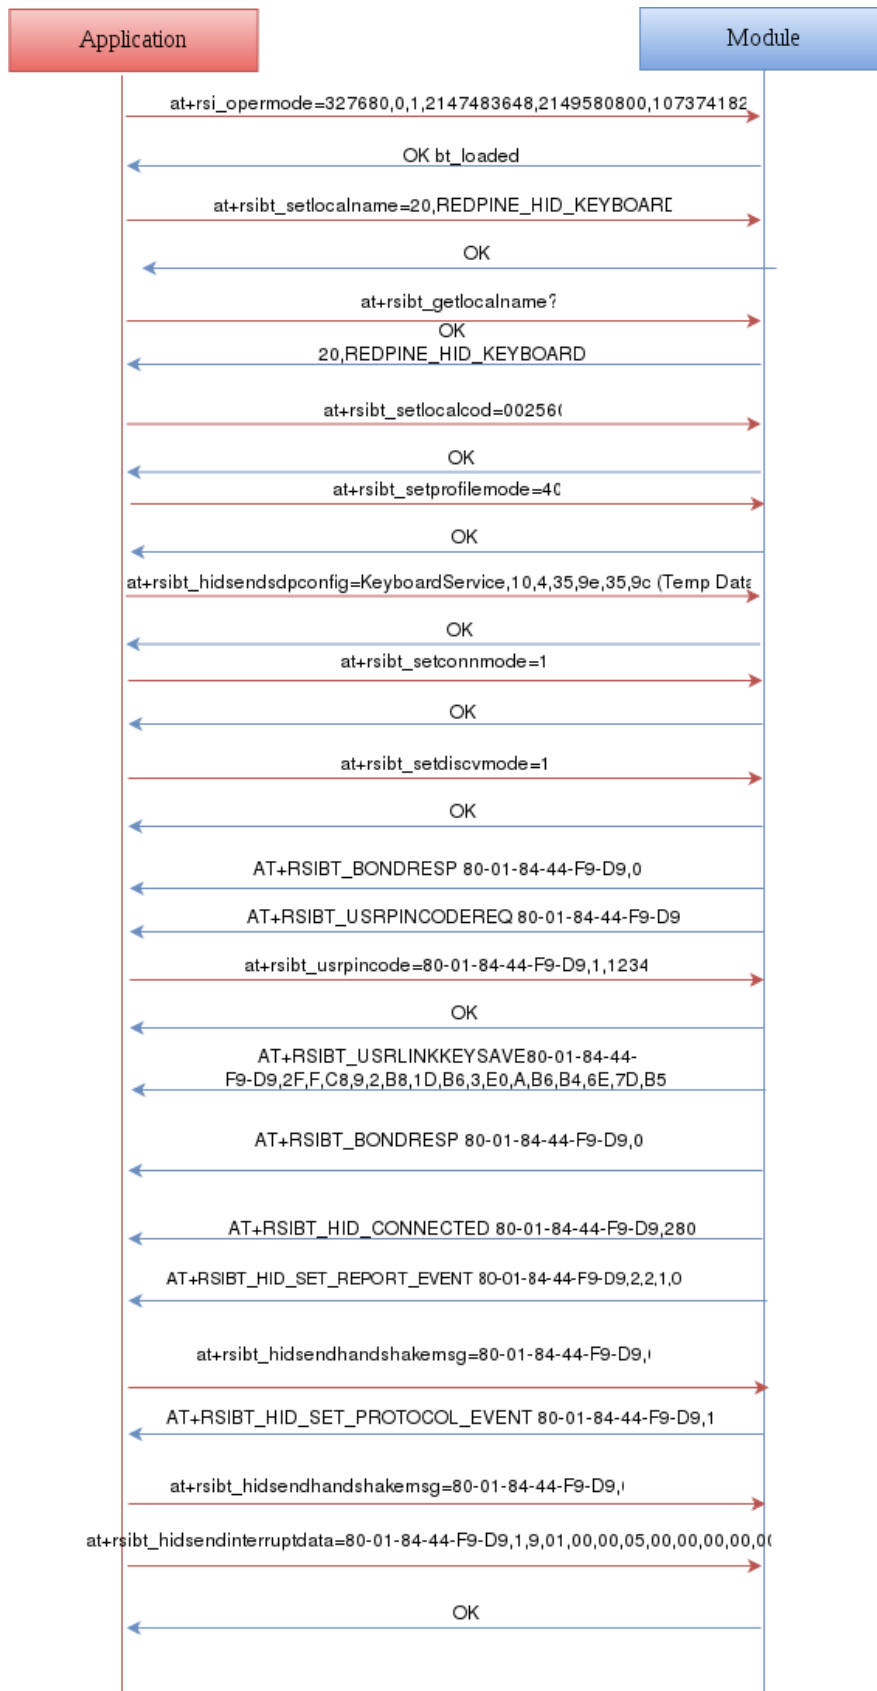 Application
Module
at+rsi_opermode=327680,0,1,2147483648,2149580800,107374182
OK bt_loaded
at+rsibt_setlocalname=20,REDPINE_HID_KEYBOARD
OK
at+rsibt_getlocalname?
OK
20,REDPINE_HID_KEYBOARD
at+rsibt_setlocalcod=002560
OK
at+rsibt_setprofilemode=40
OK
at+rsibt_hidsendsdpconfig=KeyboardService,10,4,35,9e,35,9c (Temp Data
OK
at+rsibt_setconnmode=1
OK
at+rsibt_setdiscvmode=1
OK
AT+RSIBT_BONDRESP 80-01-84-44-F9-D9,0
AT+RSIBT_USRPINCODEREQ 80-01-84-44-F9-D9
at+rsibt_usrpincode=80-01-84-44-F9-D9,1,1234
OK
AT+RSIBT_USRLINKKEYSAVE80-01-84-44-
F9-D9,2F,F,C8,9,2,B8,1D,B6,3,E0,A,B6,B4,6E,7D,B5
AT+RSIBT_BONDRESP 80-01-84-44-F9-D9,0
AT+RSIBT_HID_CONNECTED 80-01-84-44-F9-D9,280
AT+RSIBT_HID_SET_REPORT_EVENT 80-01-84-44-F9-D9,2,2,1,0
at+rsibt_hidsendhandshakemsg=80-01-84-44-F9-D9,
AT+RSIBT_HID_SET_PROTOCOL_EVENT 80-01-84-44-F9-D9,1
at+rsibt_hidsendhandshakemsg=80-01-84-44-F9-D9,
at+rsibt_hidsendinterruptdata=80-01-84-44-F9-D9,1,9,01,00,00,05,00,00,00,00,00
OK